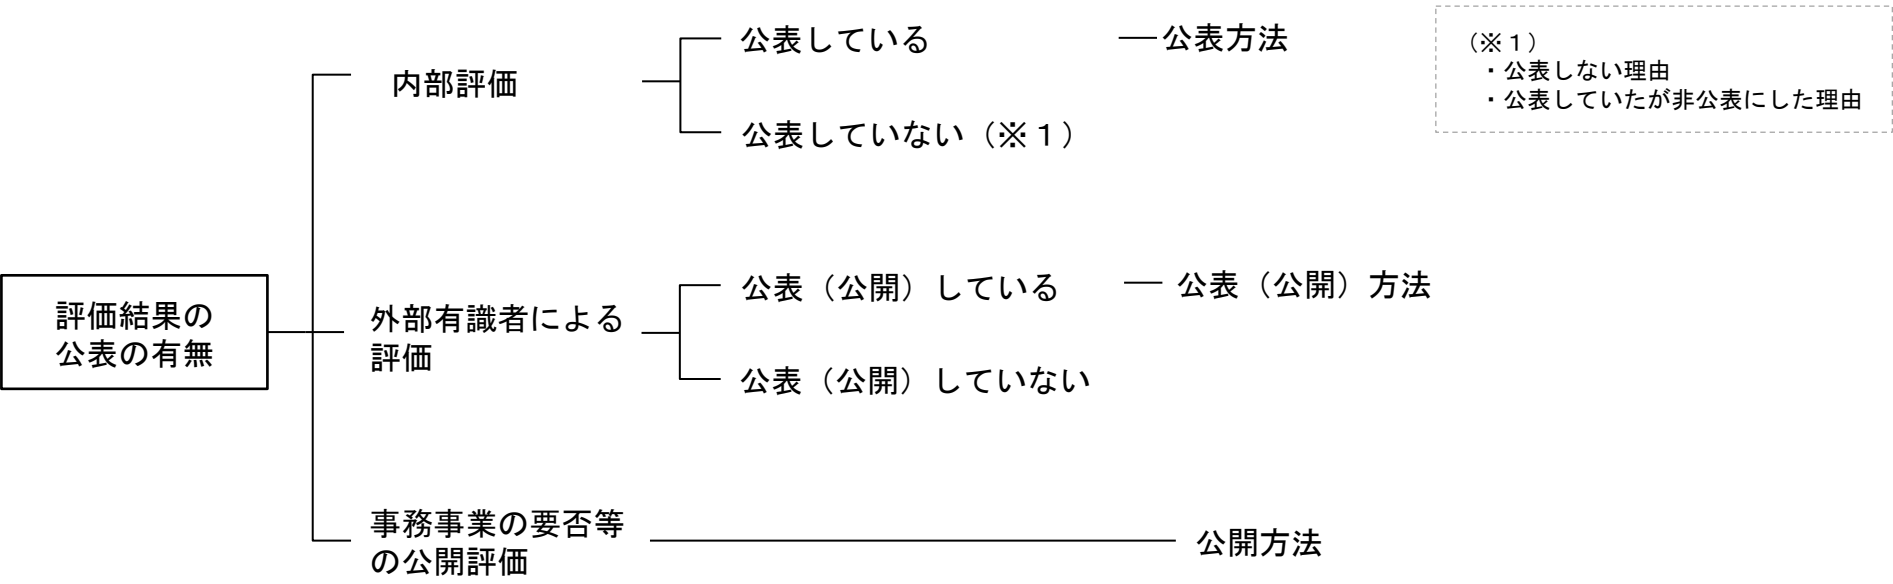 評価結果の
公表の有無
内部評価
公表している
公表方法
公表していない（※１）
外部有識者による
評価
公表（公開）している
公表（公開）方法
公表（公開）していない
事務事業の要否等
の公開評価
公開方法
（※１）
・公表しない理由
・公表していたが非公表にした理由